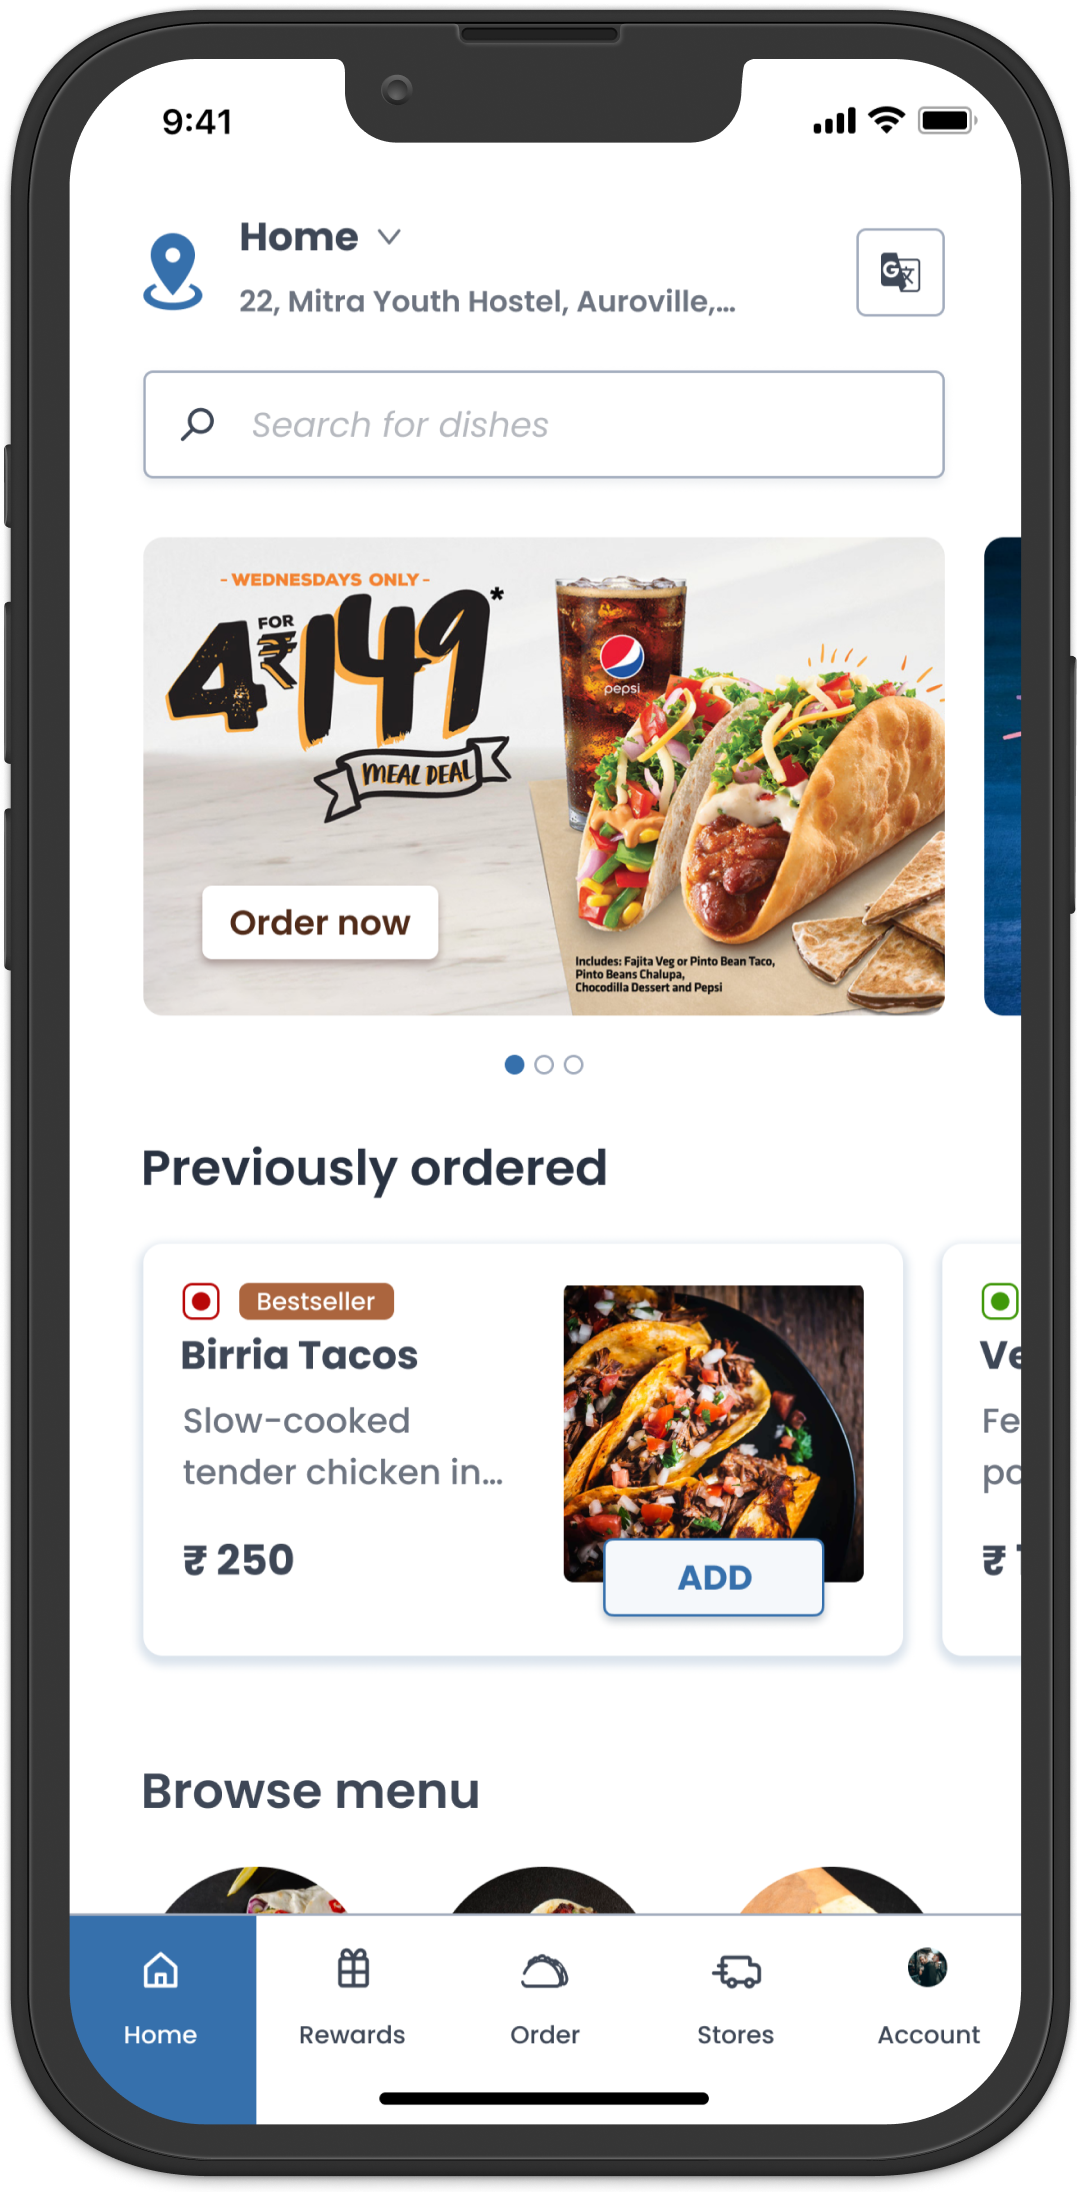 9:41
Home
22, Mitra Youth Hostel, Auroville,...
G
Search for dishes
- WEDNESDAYS ONLY -
4 FOR ₹149*
MEAL DEAL
pepsi
Order now
Includes: Fajita Veg or Pinto Bean Taco,
Pinto Beans Chalupa,
Chocodilla Dessert and Pepsi
Previously ordered
Bestseller
Birria Tacos
Slow-cooked
tender chicken in...
₹ 250
ADD
Ve
Fe
po
₹ 1
Browse menu
Home
Rewards
Order
Stores
Account